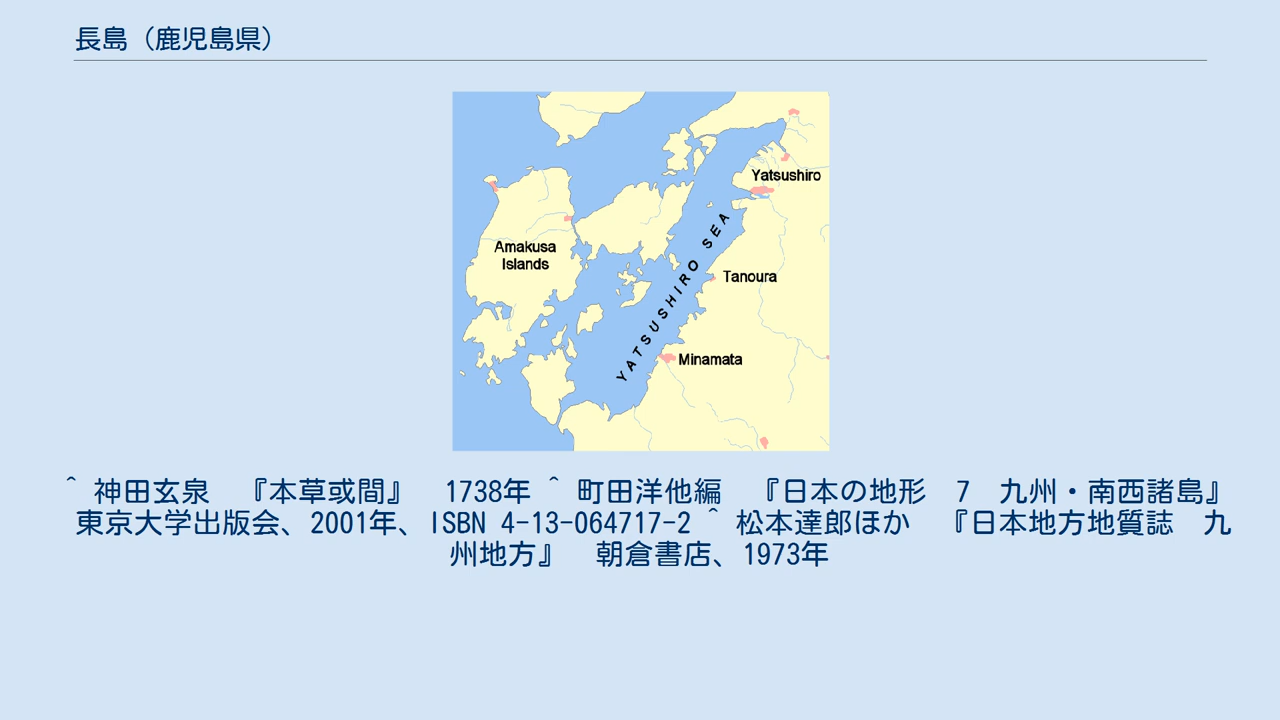 長島（鹿児島県）
Yatsushiro
Amakusa
Islands
YATSUSHIRO SEA
Tanoura
Minamata
^ 神田玄泉　『本草或間』　1738年 ^ 町田洋他編　『日本の地形　7　九州・南西諸島』
東京大学出版会、2001年、ISBN 4-13-064717-2 ^ 松本達郎ほか　『日本地方地質誌　九
州地方』　朝倉書店、1973年